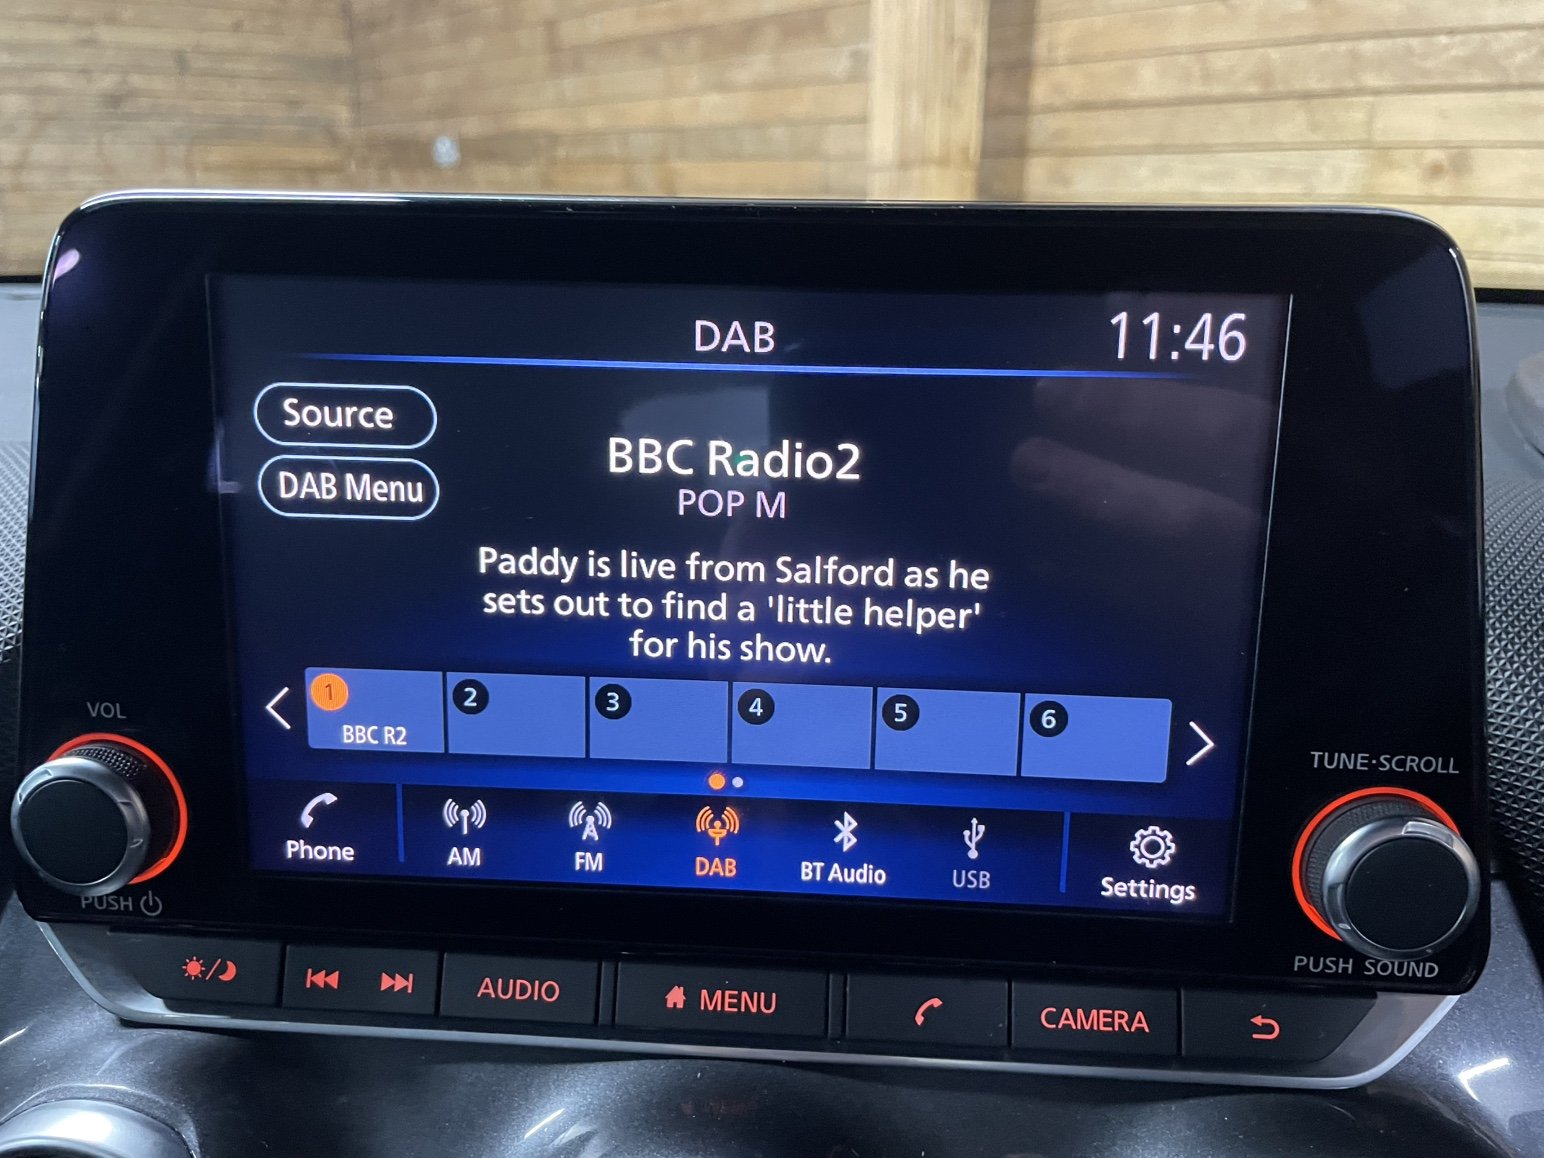 DAB
11:46
Source
DAB Menu
BBC Radio2
POP M
Paddy is live from Salford as he
sets out to find a 'little helper'
for his show.
1
BBC R2
2
3
4
5
6
Phone
AM
FM
DAB
BT Audio
USB
Settings
VOL
PUSH
TUNE·SCROLL
PUSH SOUND
AUDIO
MENU
CAMERA